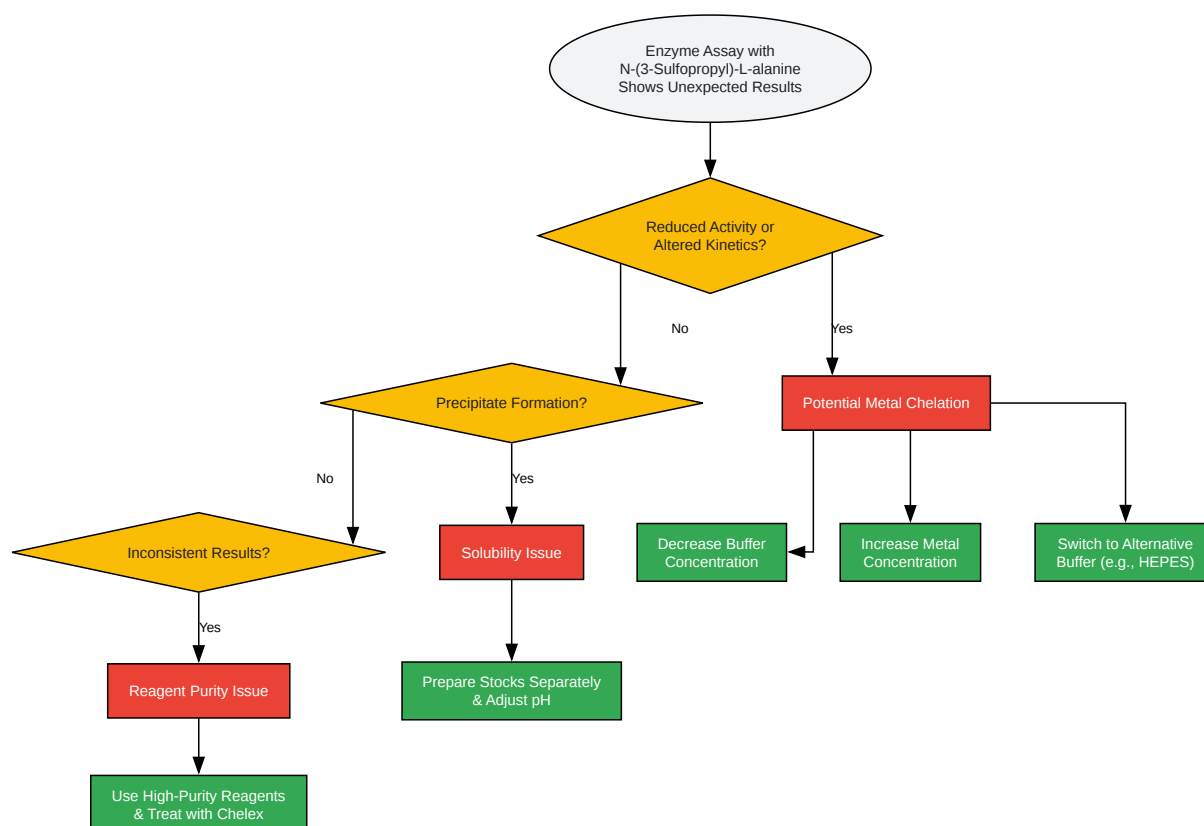 Enzyme Assay with
N-(3-Sulfopropyl)-L-alanine
Shows Unexpected Results
Reduced Activity or
Altered Kinetics?
No
Yes
Precipitate Formation?
Potential Metal Chelation
No
Yes
Inconsistent Results?
Solubility Issue
Decrease Buffer
Concentration
Increase Metal
Concentration
Switch to Alternative
Buffer (e.g., HEPES)
Yes
Reagent Purity Issue
Prepare Stocks Separately
& Adjust pH
Use High-Purity Reagents
& Treat with Chelex